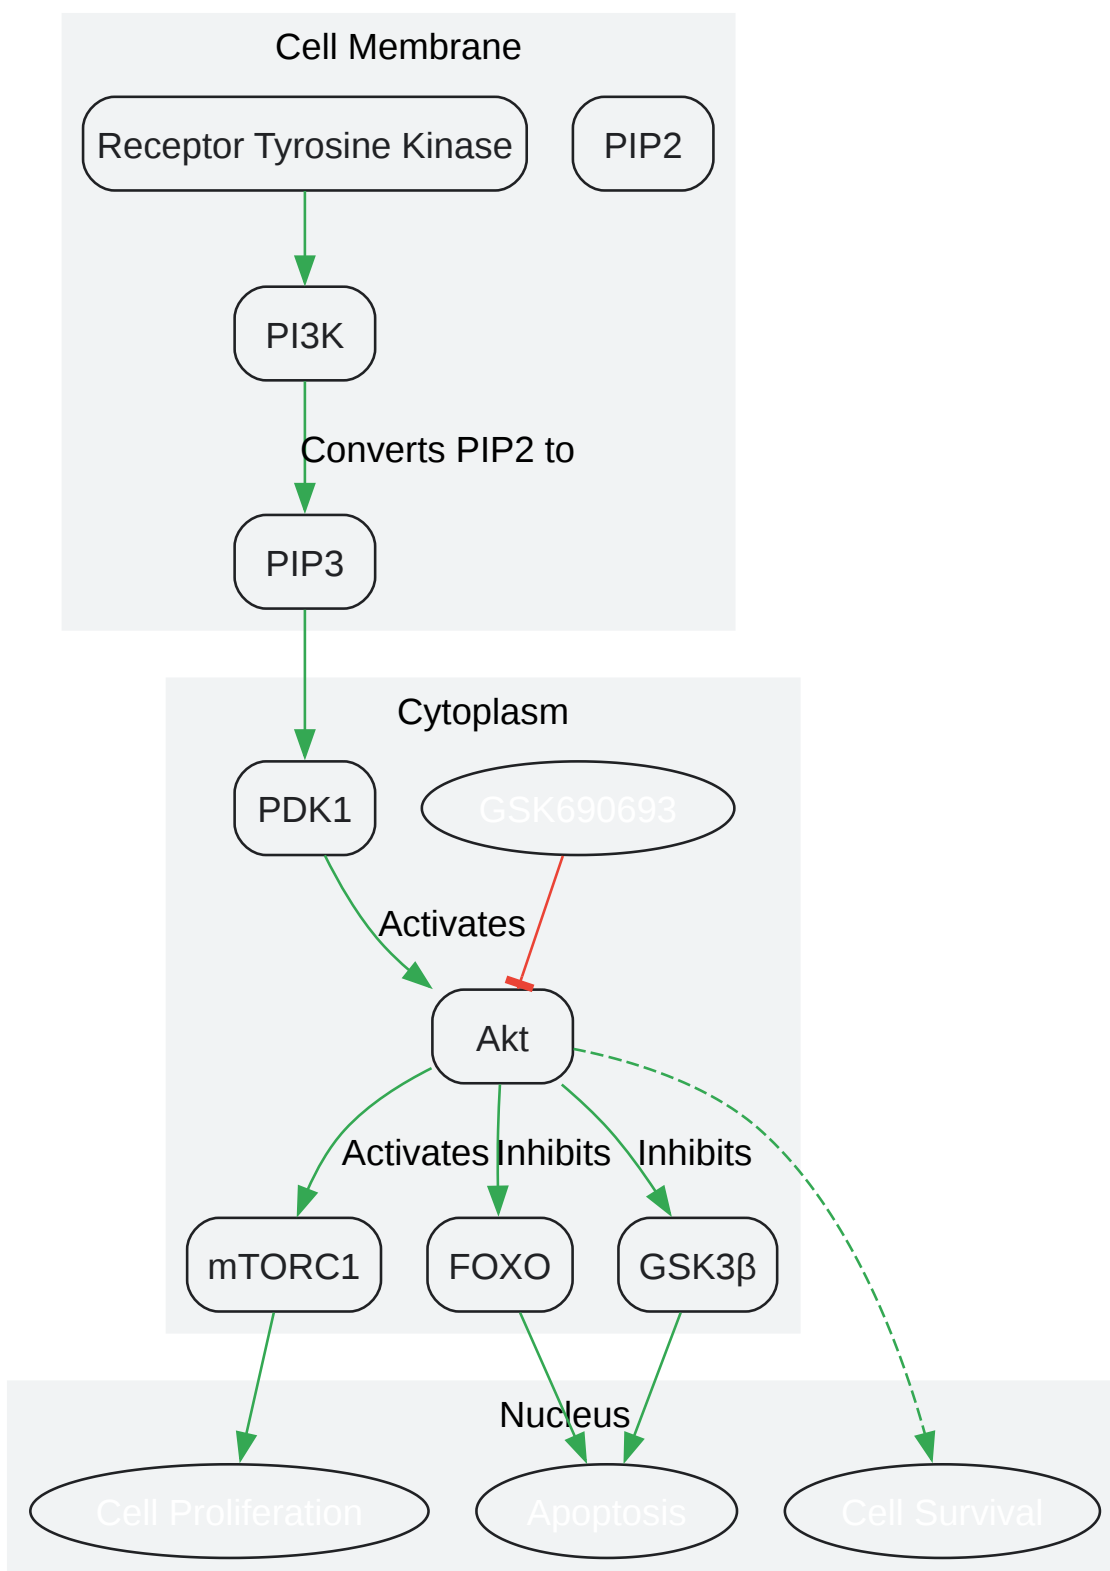 Cell Membrane
Receptor Tyrosine Kinase
PIP2
PI3K
Converts PIP2 to
PIP3
Cytoplasm
PDK1
GSK690693
Activates
Akt
Activates
Inhibits
Inhibits
mTORC1
FOXO
GSK3β
Nucleus
Cell Proliferation
Apoptosis
Cell Survival